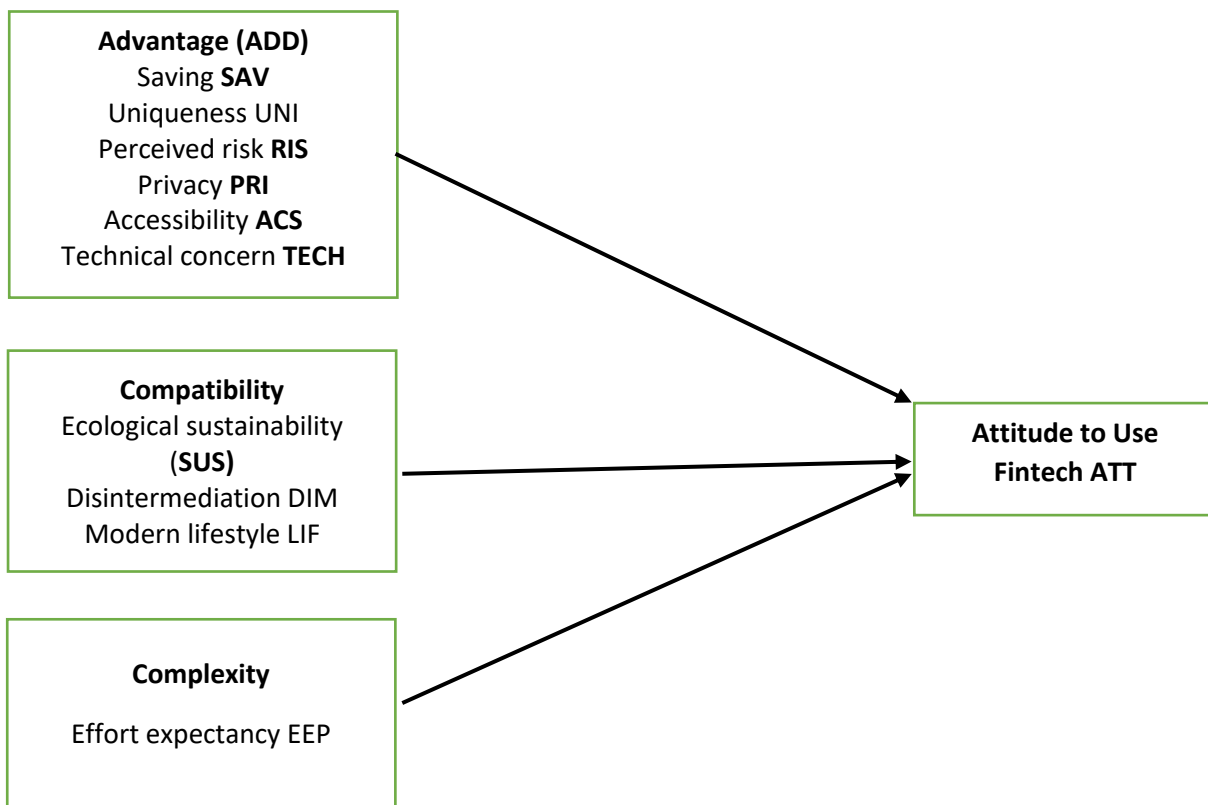 Advantage (ADD)
Saving SAV
Uniqueness UNI
Perceived risk RIS
Privacy PRI
Accessibility ACS
Technical concern TECH
Compatibility
Ecological sustainability
(SUS)
Disintermediation DIM
Modern lifestyle LIF
Complexity
Effort expectancy EEP
Attitude to Use
Fintech ATT